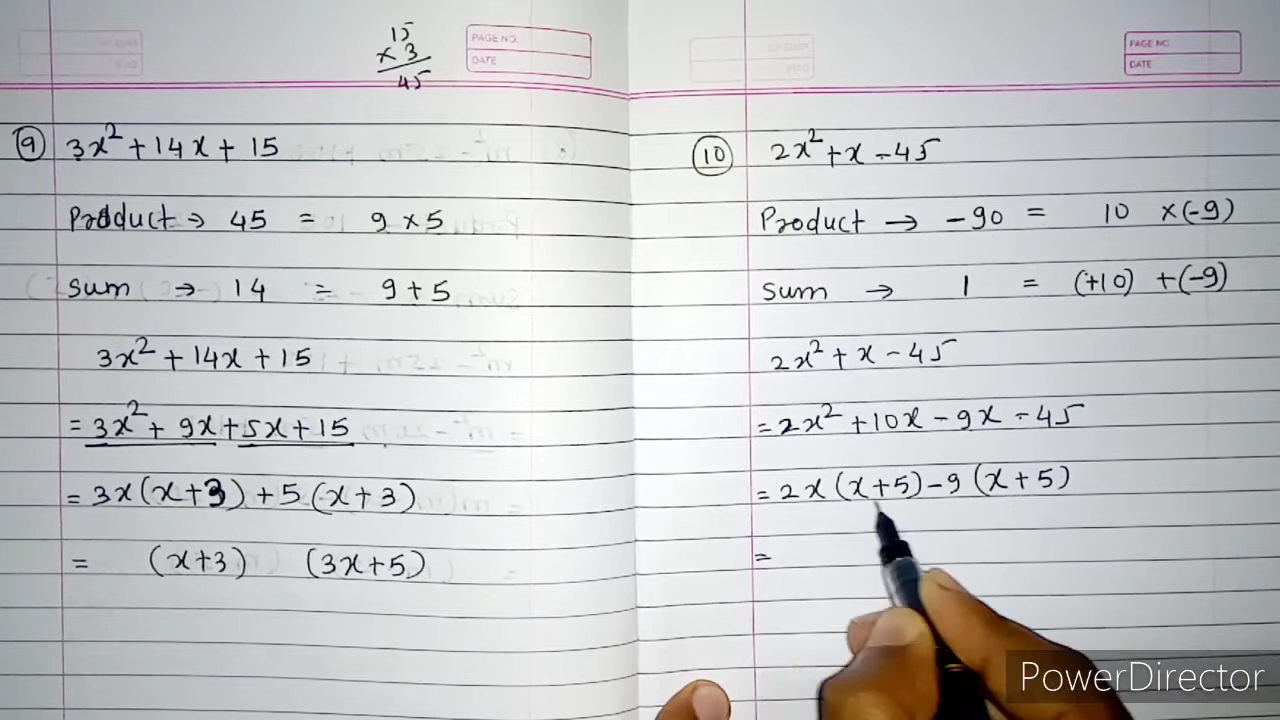 15
× 3
45
PAGE NO.
DATE
⑨ 3x² + 14x + 15
Product → 45 = 9 × 5
Sum → 14 = 9 + 5
3x² + 14x + 15
= 3x² + 9x + 5x + 15
= 3x(x+3) + 5(x+3)
= (x+3) (3x+5)
PAGE NO.
DATE
⑩ 2x² + x - 45
Product → -90 = 10 × (-9)
Sum → 1 = (+10) + (-9)
2x² + x - 45
= 2x² + 10x - 9x - 45
= 2x(x+5) - 9(x+5)
=
PowerDirector